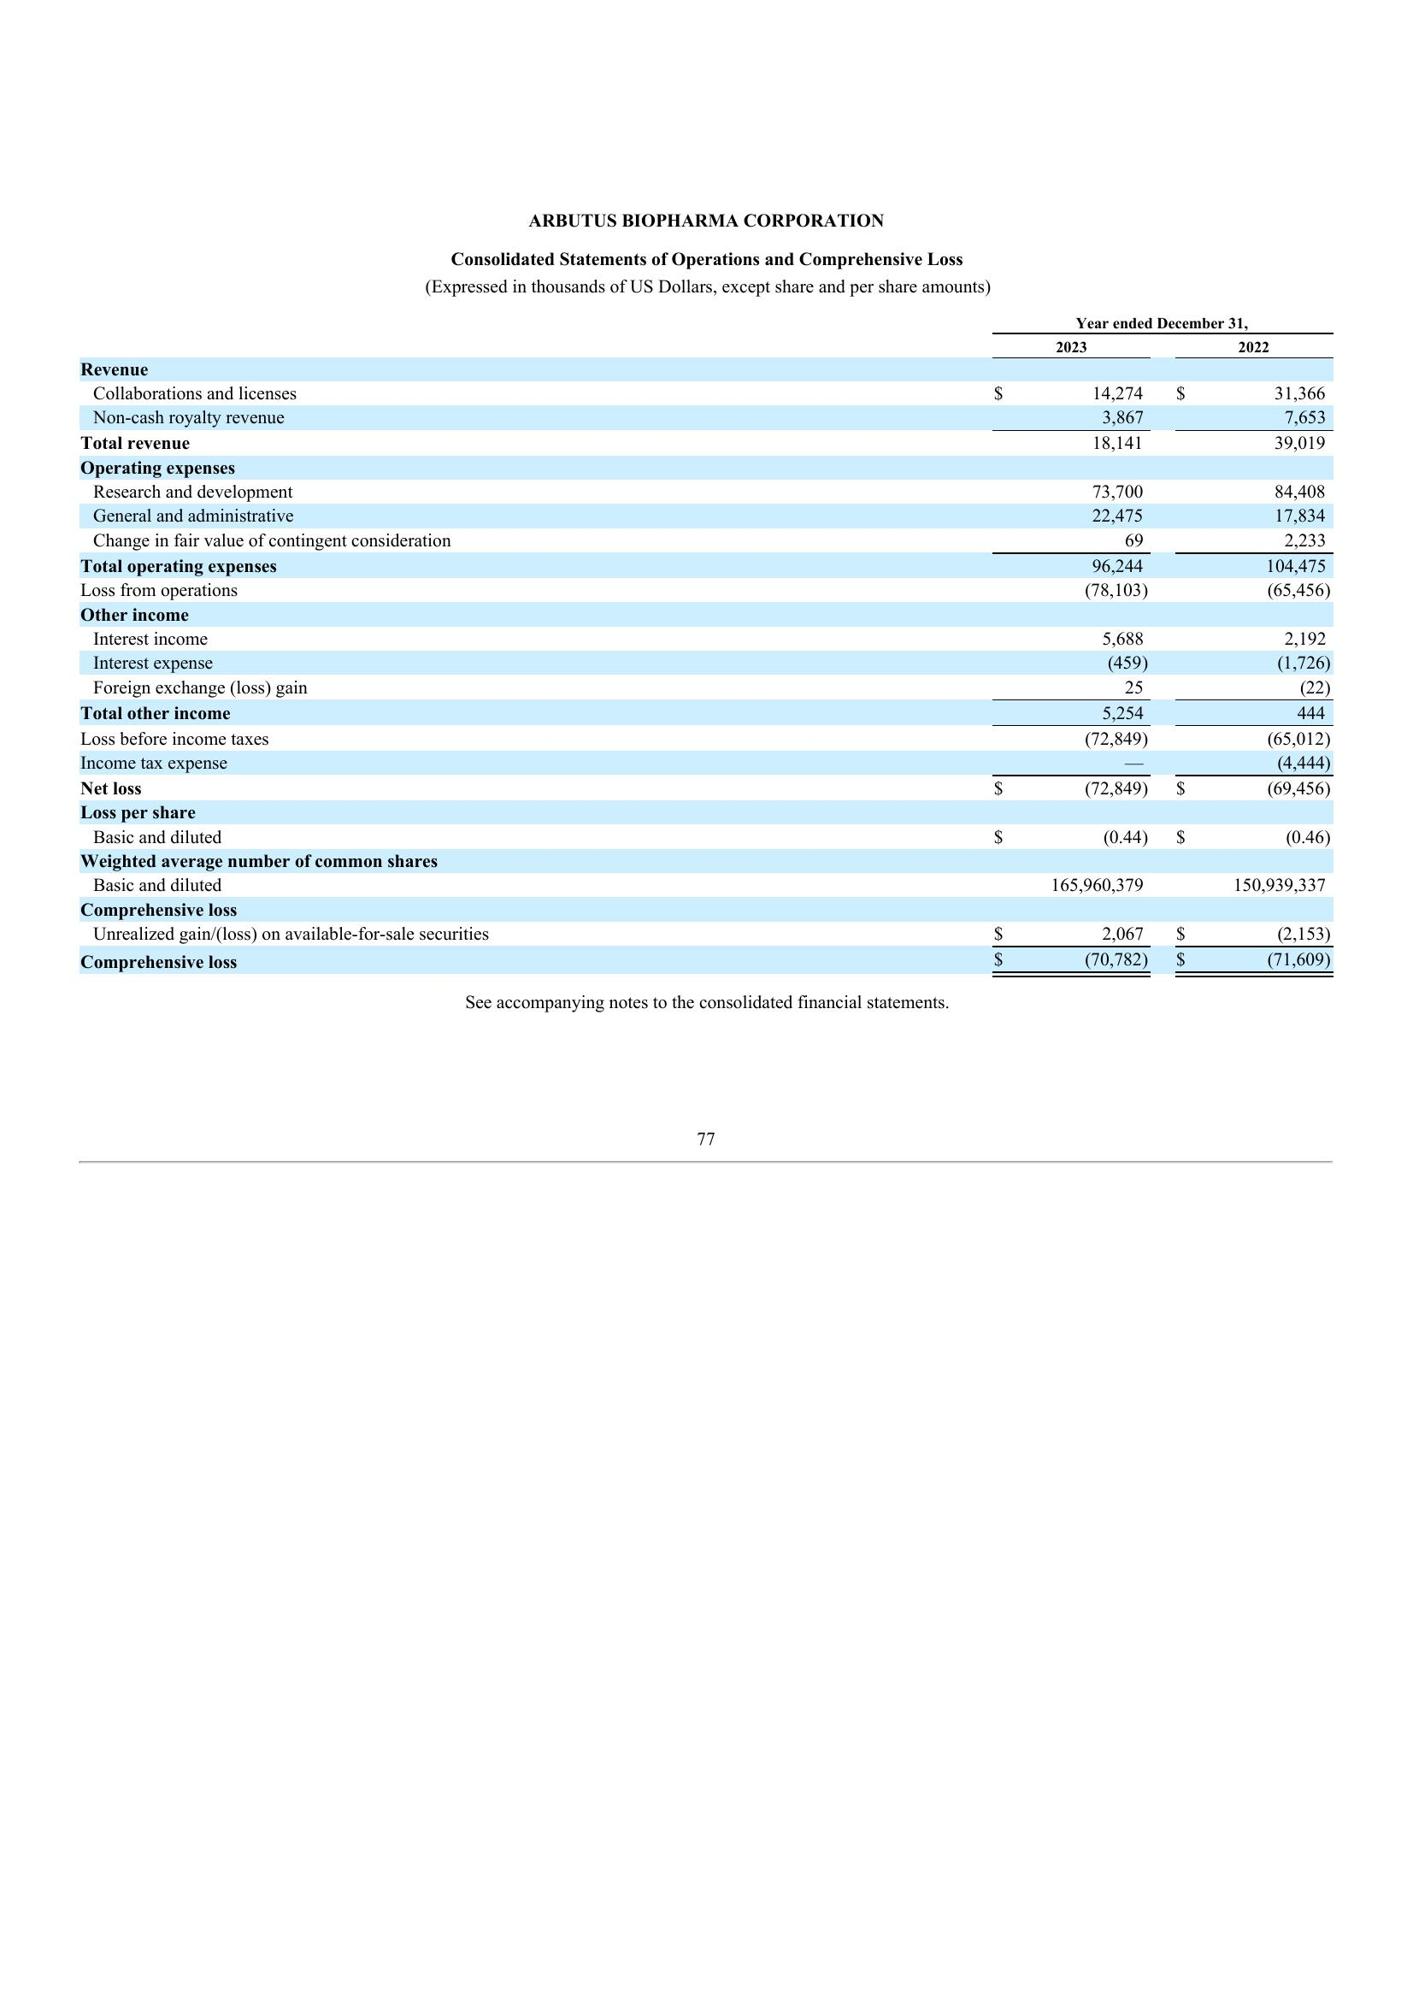 ARBUTUS BIOPHARMA CORPORATION
Consolidated Statements of Operations and Comprehensive Loss
(Expressed in thousands of US Dollars, except share and per share amounts)
Year ended December 31,
2023 2022
Revenue
Collaborations and licenses $ 14,274 $ 31,366
Non-cash royalty revenue 3,867 7,653
Total revenue 18,141 39,019
Operating expenses
Research and development 73,700 84,408
General and administrative 22,475 17,834
Change in fair value of contingent consideration 69 2,233
Total operating expenses 96,244 104,475
Loss from operations (78,103) (65,456)
Other income
Interest income 5,688 2,192
Interest expense (459) (1,726)
Foreign exchange (loss) gain 25 (22)
Total other income 5,254 444
Loss before income taxes (72,849) (65,012)
Income tax expense — (4,444)
Net loss $ (72,849) $ (69,456)
Loss per share
Basic and diluted $ (0.44) $ (0.46)
Weighted average number of common shares
Basic and diluted 165,960,379 150,939,337
Comprehensive loss
Unrealized gain/(loss) on available-for-sale securities $ 2,067 $ (2,153)
Comprehensive loss $ (70,782) $ (71,609)
See accompanying notes to the consolidated financial statements.
77